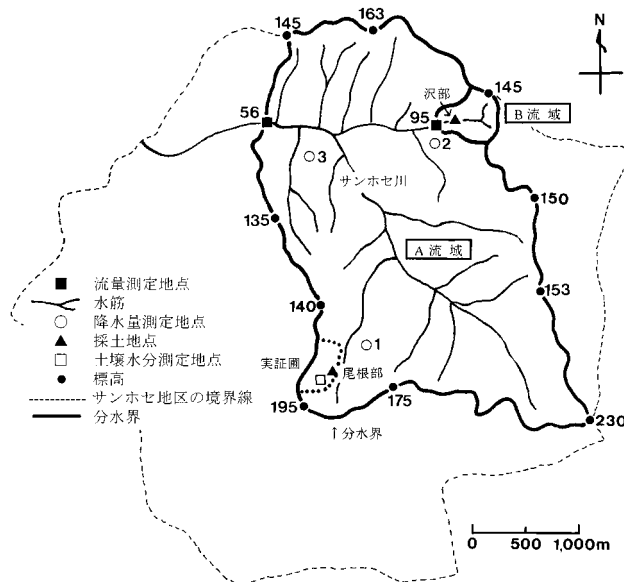 145
163
N
沢部
145
56
95
B流域
2
3
サンホセ川
150
135
A流域
153
140
■ 流量測定地点
水筋
○ 降水量測定地点
▲ 採土地点
□ 土壌水分測定地点
● 標高
サンホセ地区の境界線
分水界
1
実証圃
尾根部
195
175
230
↑分水界
0 500 1,000m